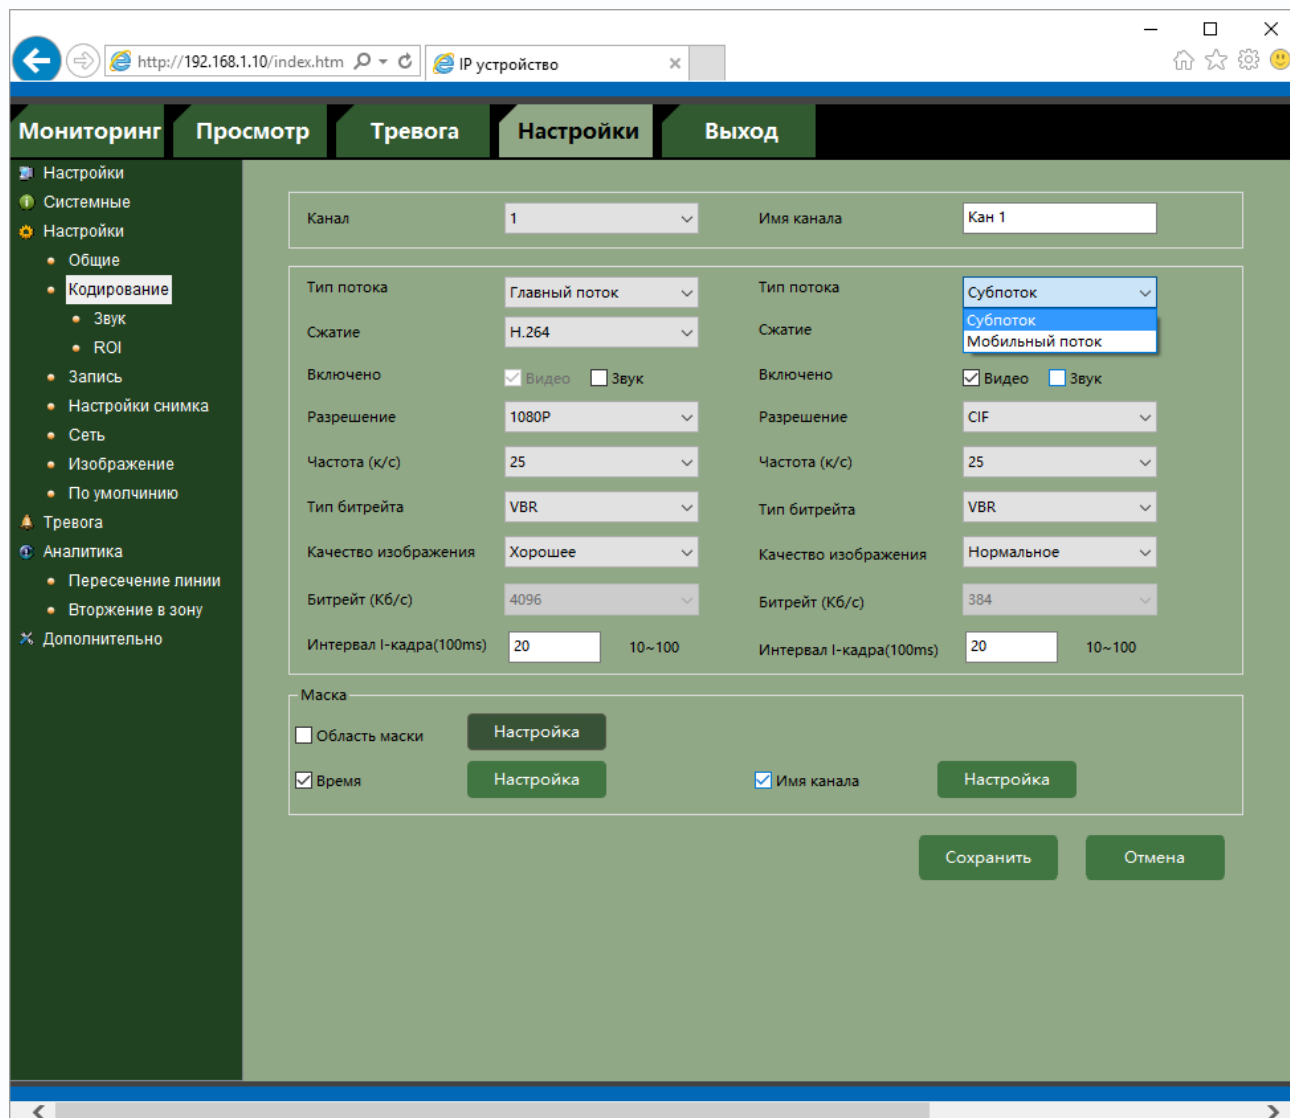 http://192.168.1.10/index.htm
IP устройство
Мониторинг Просмотр Тревога Настройки Выход
Настройки
Системные
Настройки
Общие
Кодирование
Звук
ROI
Запись
Настройки снимка
Сеть
Изображение
По умолчинию
Тревога
Аналитика
Пересечение линии
Вторжение в зону
Дополнительно
Канал 1 Имя канала Кан 1
Тип потока Главный поток Тип потока Субпоток
Субпоток
Мобильный поток
Сжатие H.264 Сжатие
Включено Видео Звук Включено Видео Звук
Разрешение 1080P Разрешение CIF
Частота (к/с) 25 Частота (к/с) 25
Тип битрейта VBR Тип битрейта VBR
Качество изображения Хорошее Качество изображения Нормальное
Битрейт (Кб/с) 4096 Битрейт (Кб/с) 384
Интервал I-кадра(100ms) 20 10~100 Интервал I-кадра(100ms) 20 10~100
Маска
Область маски Настройка
Время Настройка Имя канала Настройка
Сохранить Отмена